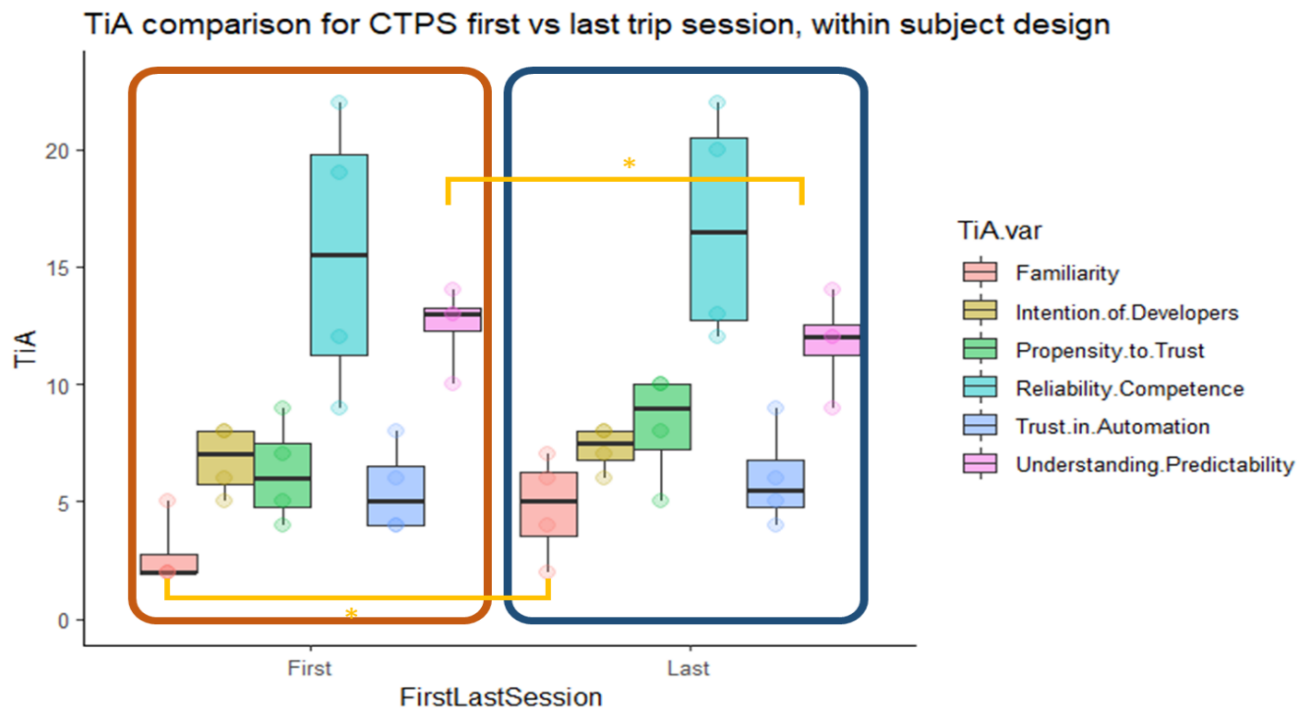 TiA comparison for CTPS first vs last trip session, within subject design
TiA
20
15
10
5
0
*
*
First
Last
FirstLastSession
TiA.var
Familiarity
Intention.of.Developers
Propensity.to.Trust
Reliability.Competence
Trust.in.Automation
Understanding.Predictability